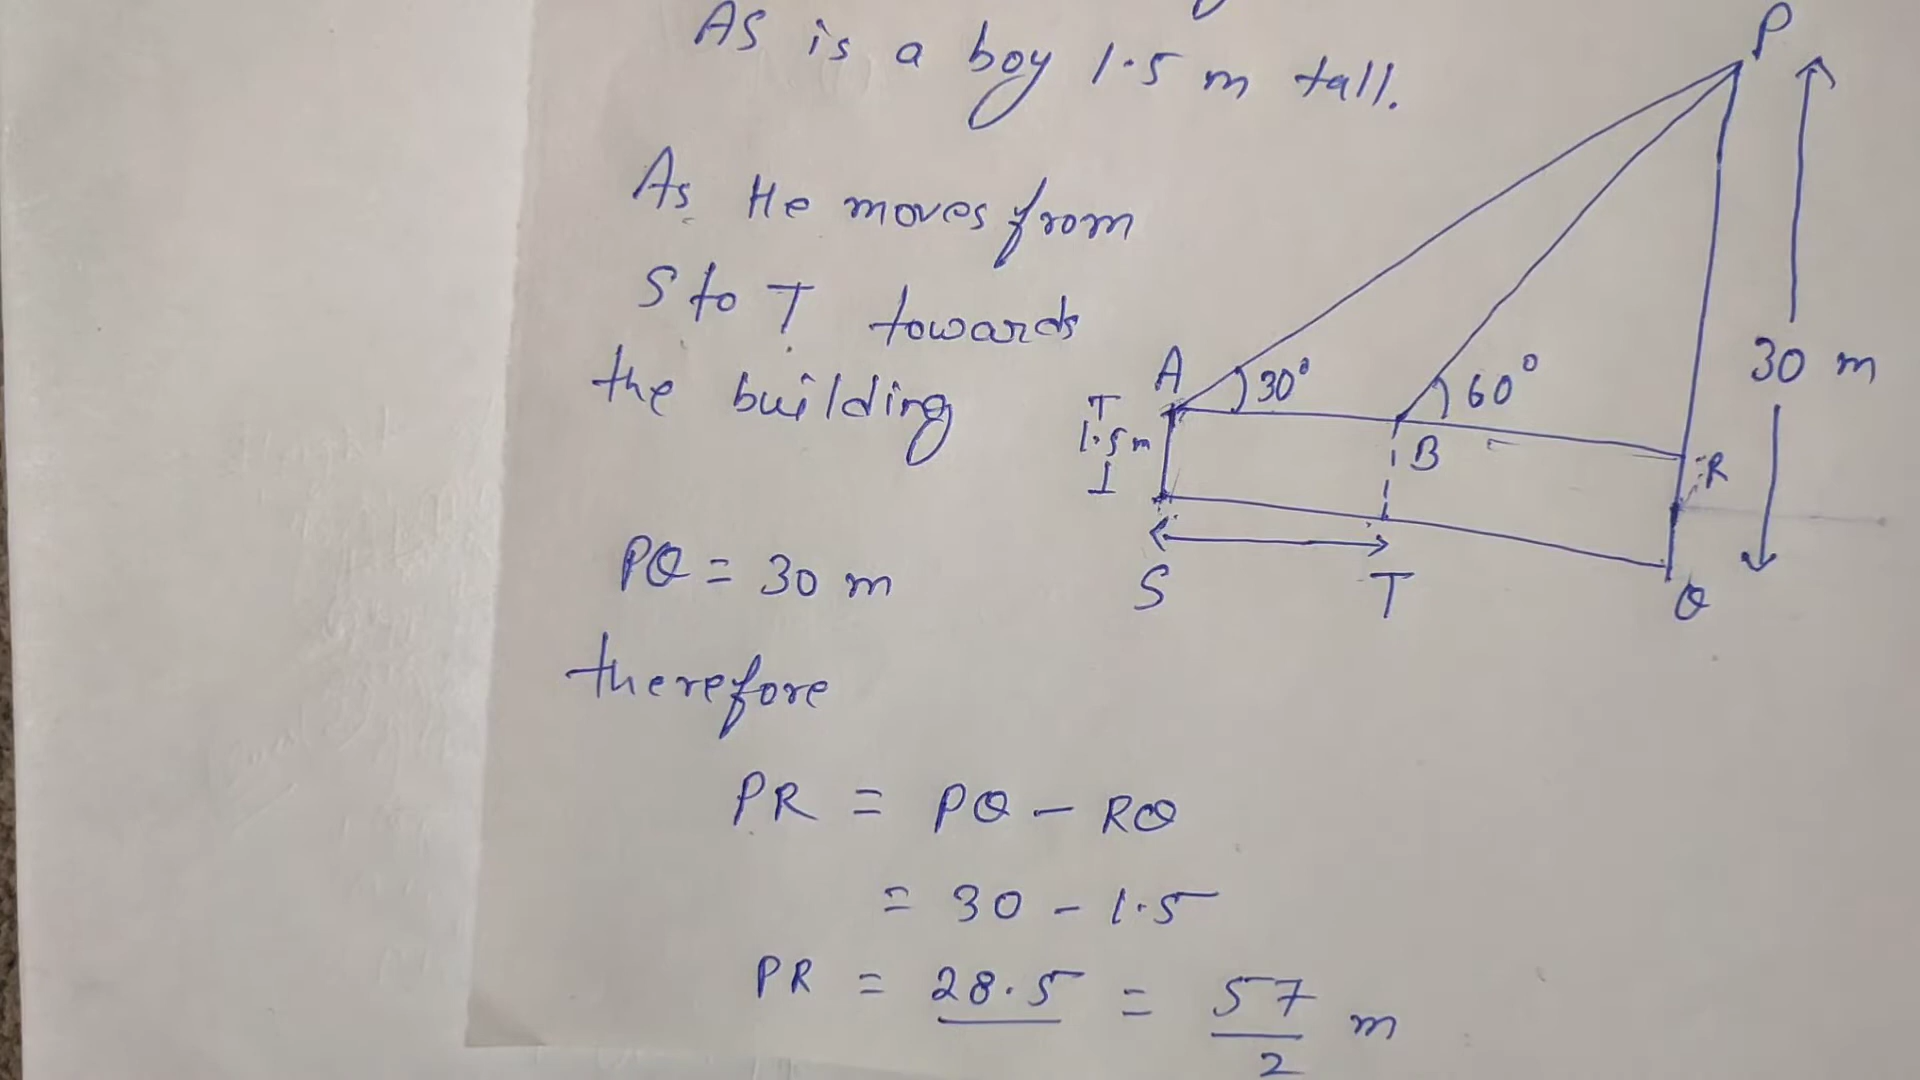 AS is a boy 1.5 m tall.
As He moves from
S to T towards
the building
PQ = 30 m
therefore
PR = PQ - RQ
= 30 - 1.5
PR = 28.5 = 57/2 m
P
30 m
A
30°
60°
1.5 m
B
R
S
T
Q